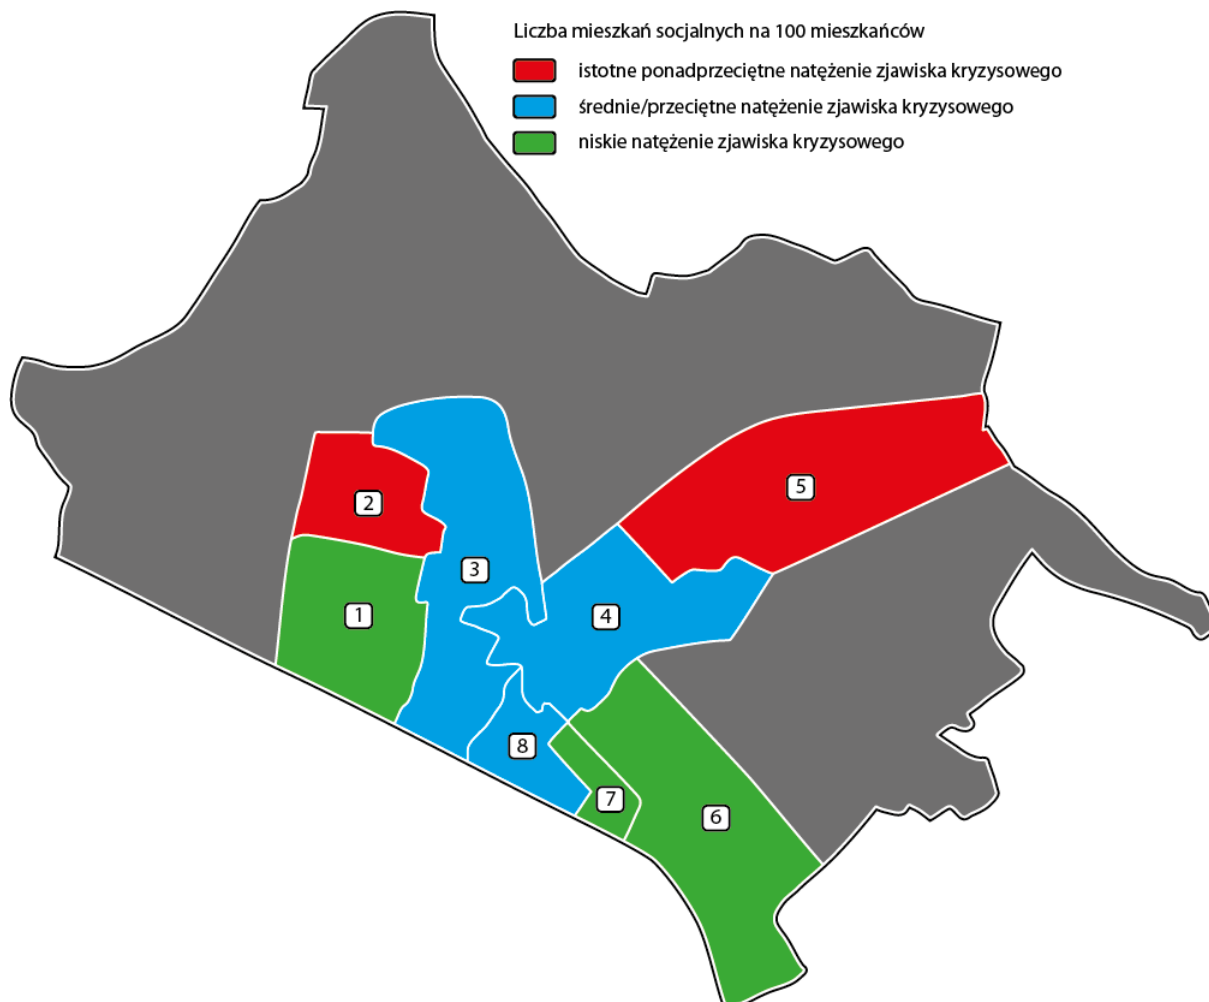 Liczba mieszkań socjalnych na 100 mieszkańców
istotne ponadprzeciętne natężenie zjawiska kryzysowego
średnie/przeciętne natężenie zjawiska kryzysowego
niskie natężenie zjawiska kryzysowego
5
2
3
1
4
8
7
6